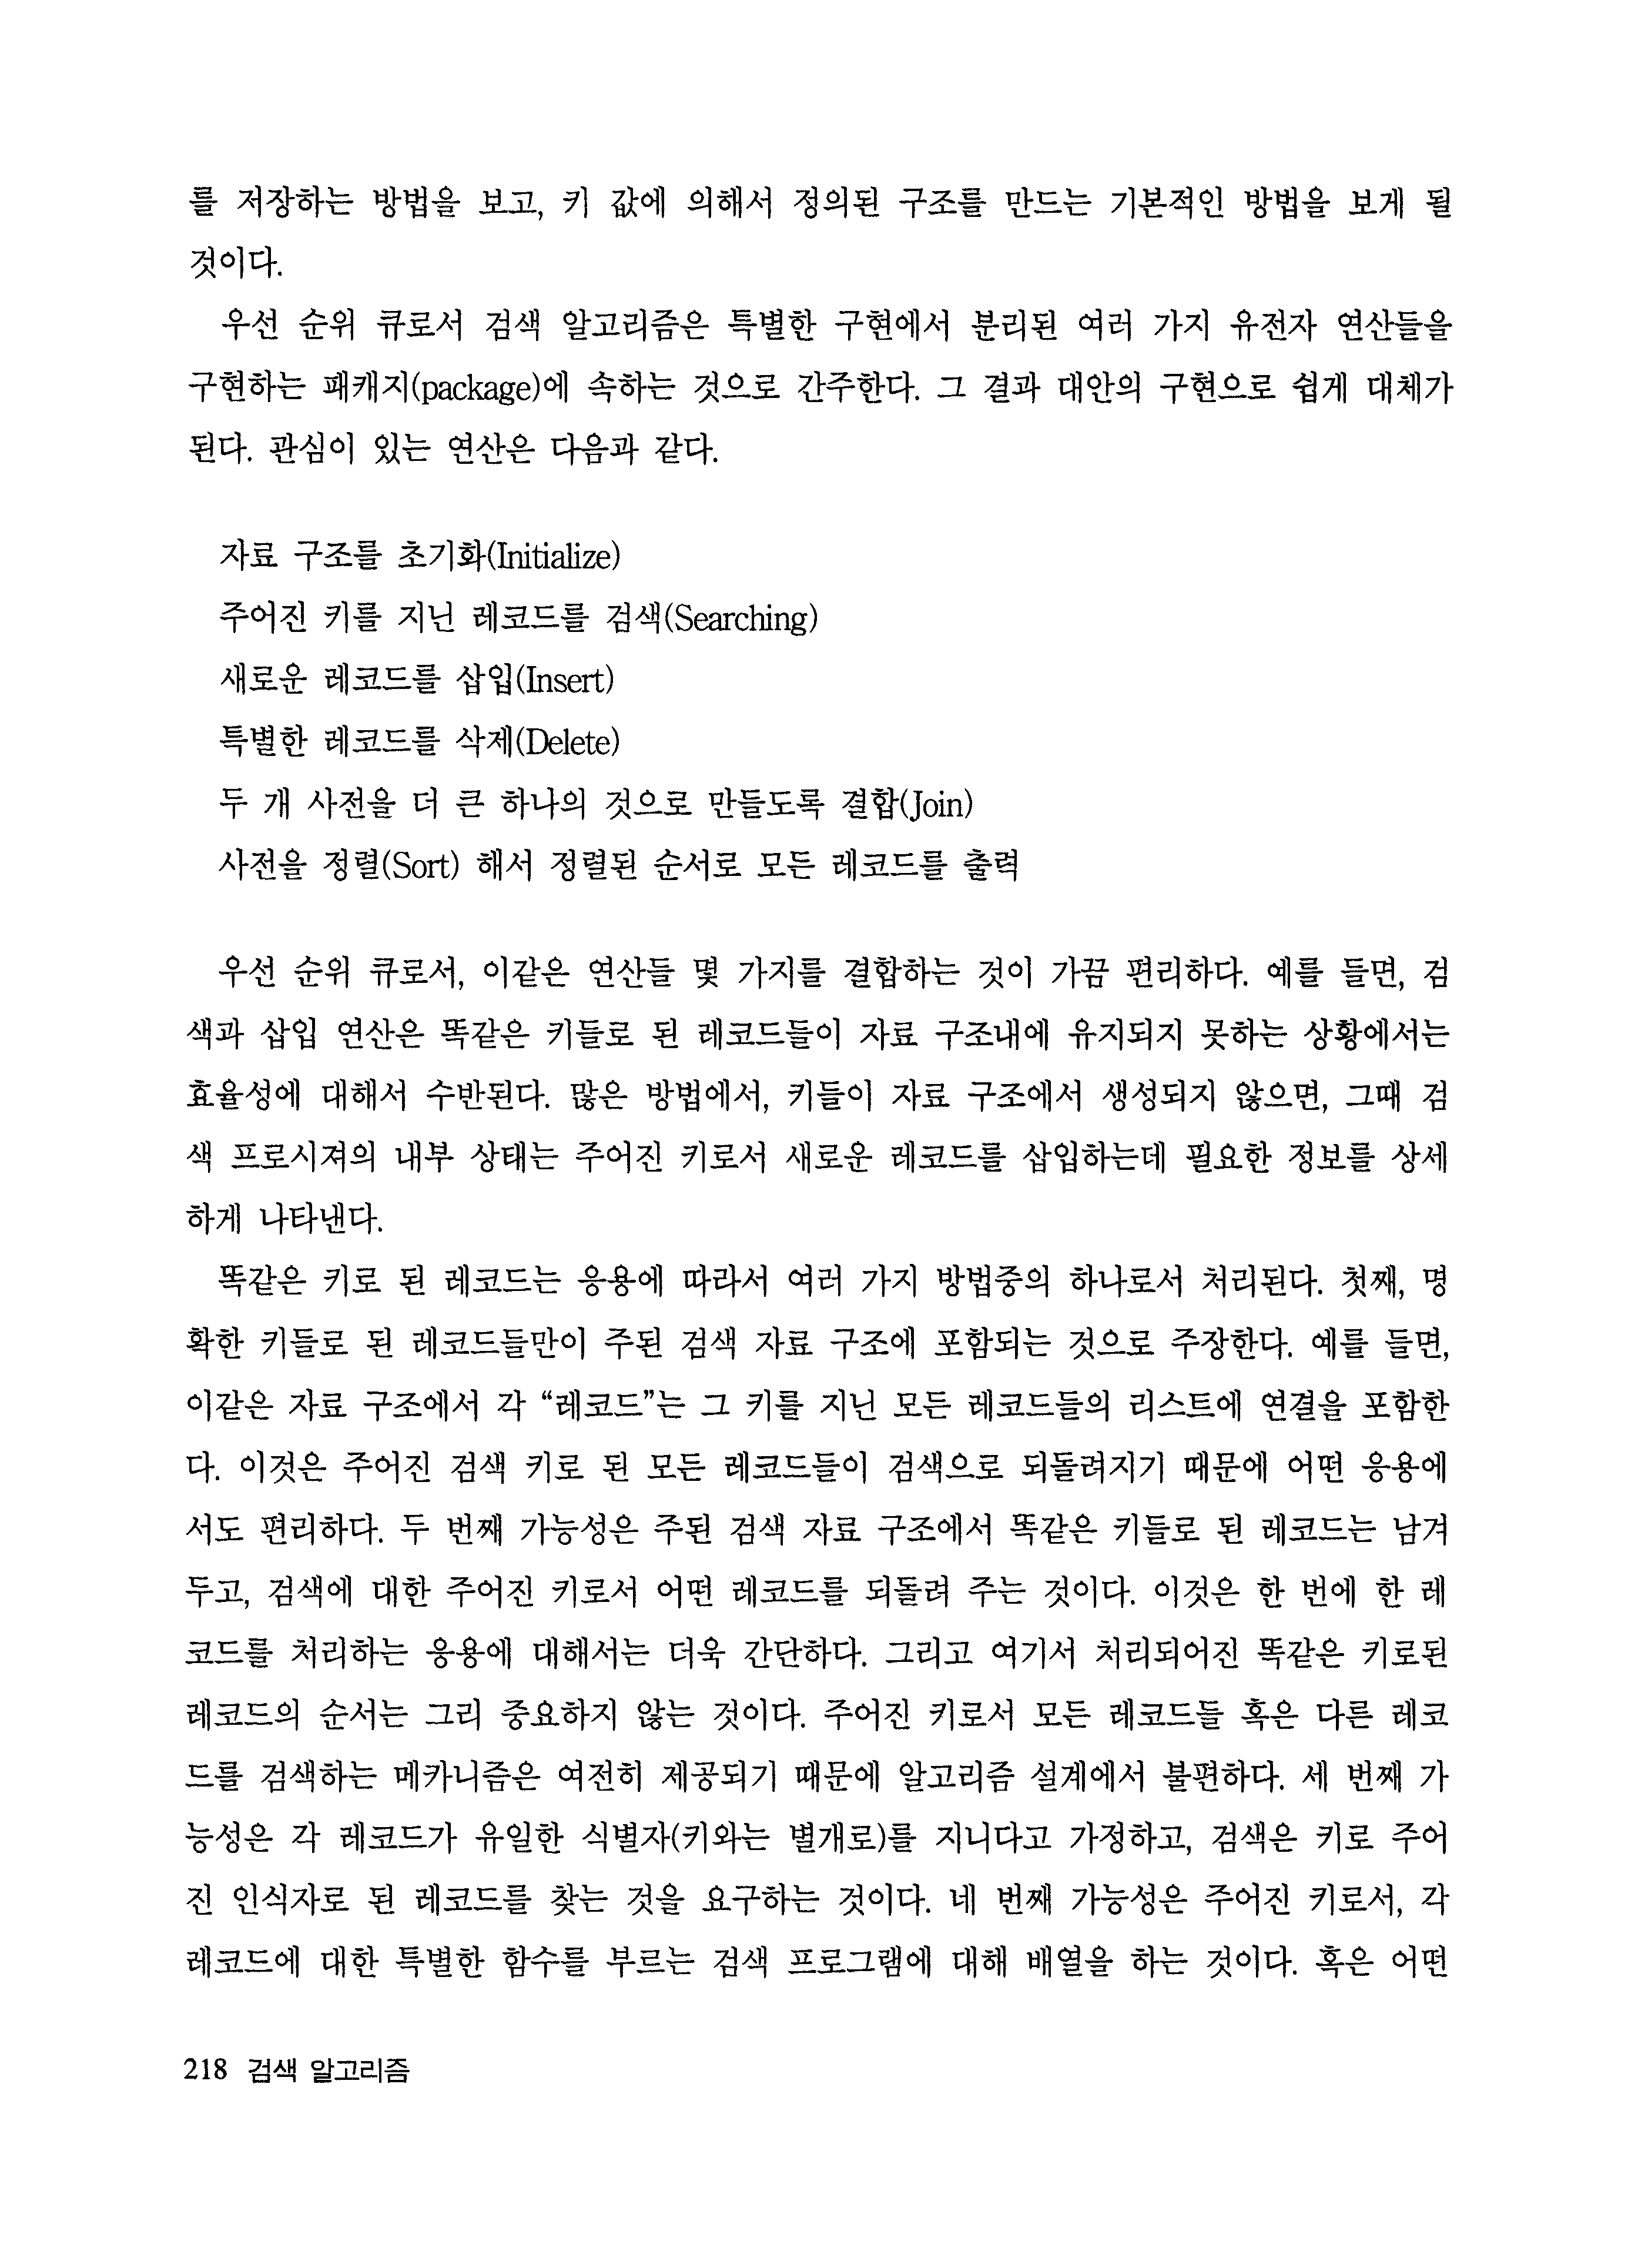 를 저장하는 방법을 보고, 키 값에 의해서 정의된 구조를 만드는 기본적인 방법을 보게 될
것이다.
우선 순위 큐로서 검색 알고리즘은 특별한 구현에서 분리된 여러 가지 유전자 연산들을
구현하는 패캐지(package)에 속하는 것으로 간주한다. 그 결과 대안의 구현으로 쉽게 대체가
된다. 관심이 있는 연산은 다음과 같다.
자료 구조를 초기화(Initialize)
주어진 키를 지닌 레코드를 검색(Searching)
새로운 레코드를 삽입(Insert)
특별한 레코드를 삭제(Delete)
두 개 사전을 더 큰 하나의 것으로 만들도록 결합(Join)
사전을 정렬(Sort) 해서 정렬된 순서로 모든 레코드를 출력
우선 순위 큐로서, 이같은 연산들 몇 가지를 결합하는 것이 가끔 편리하다. 예를 들면, 검
색과 삽입 연산은 똑같은 키들로 된 레코드들이 자료 구조내에 유지되지 못하는 상황에서는
효율성에 대해서 수반된다. 많은 방법에서, 키들이 자료 구조에서 생성되지 않으면, 그때 검
색 프로시져의 내부 상태는 주어진 키로서 새로운 레코드를 삽입하는데 필요한 정보를 상세
하게 나타낸다.
똑같은 키로 된 레코드는 응용에 따라서 여러 가지 방법중의 하나로서 처리된다. 첫째, 명
확한 키들로 된 레코드들만이 주된 검색 자료 구조에 포함되는 것으로 주장한다. 예를 들면,
이같은 자료 구조에서 각 “레코드”는 그 키를 지닌 모든 레코드들의 리스트에 연결을 포함한
다. 이것은 주어진 검색 키로 된 모든 레코드들이 검색으로 되돌려지기 때문에 어떤 응용에
서도 편리하다. 두 번째 가능성은 주된 검색 자료 구조에서 똑같은 키들로 된 레코드는 남겨
두고, 검색에 대한 주어진 키로서 어떤 레코드를 되돌려 주는 것이다. 이것은 한 번에 한 레
코드를 처리하는 응용에 대해서는 더욱 간단하다. 그리고 여기서 처리되어진 똑같은 키로된
레코드의 순서는 그리 중요하지 않는 것이다. 주어진 키로서 모든 레코드들 혹은 다른 레코
드를 검색하는 메카니즘은 여전히 제공되기 때문에 알고리즘 설계에서 불편하다. 세 번째 가
능성은 각 레코드가 유일한 식별자(키와는 별개로)를 지니다고 가정하고, 검색은 키로 주어
진 인식자로 된 레코드를 찾는 것을 요구하는 것이다. 네 번째 가능성은 주어진 키로서, 각
레코드에 대한 특별한 함수를 부르는 검색 프로그램에 대해 배열을 하는 것이다. 혹은 어떤
218 검색 알고리즘